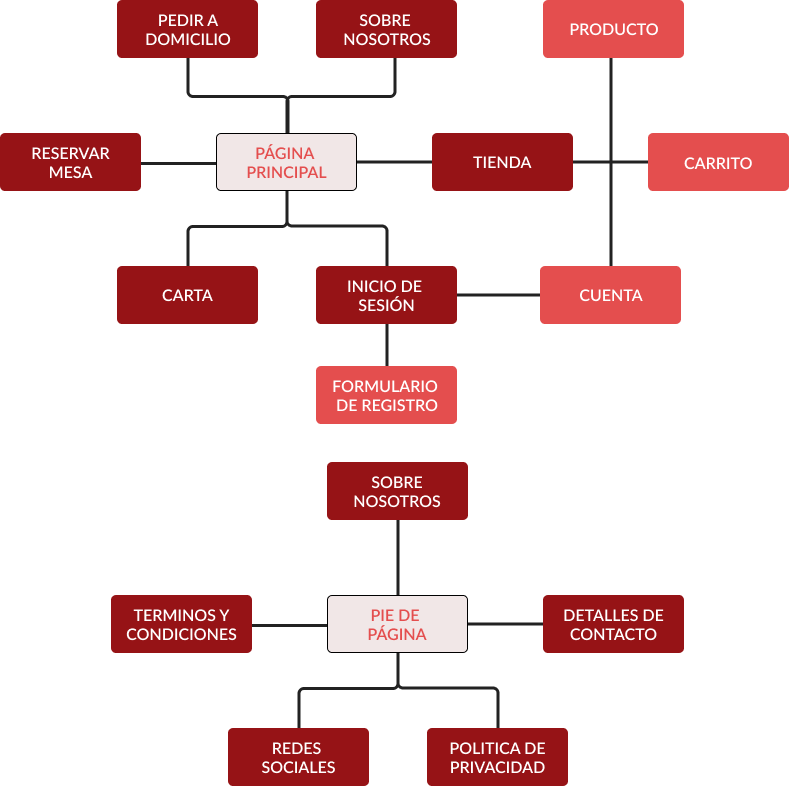 PEDIR A
DOMICILIO
SOBRE
NOSOTROS
PRODUCTO
RESERVAR
MESA
PÁGINA
PRINCIPAL
TIENDA
CARRITO
CARTA
INICIO DE
SESIÓN
CUENTA
FORMULARIO
DE REGISTRO
SOBRE
NOSOTROS
TERMINOS Y
CONDICIONES
PIE DE
PÁGINA
DETALLES DE
CONTACTO
REDES
SOCIALES
POLITICA DE
PRIVACIDAD